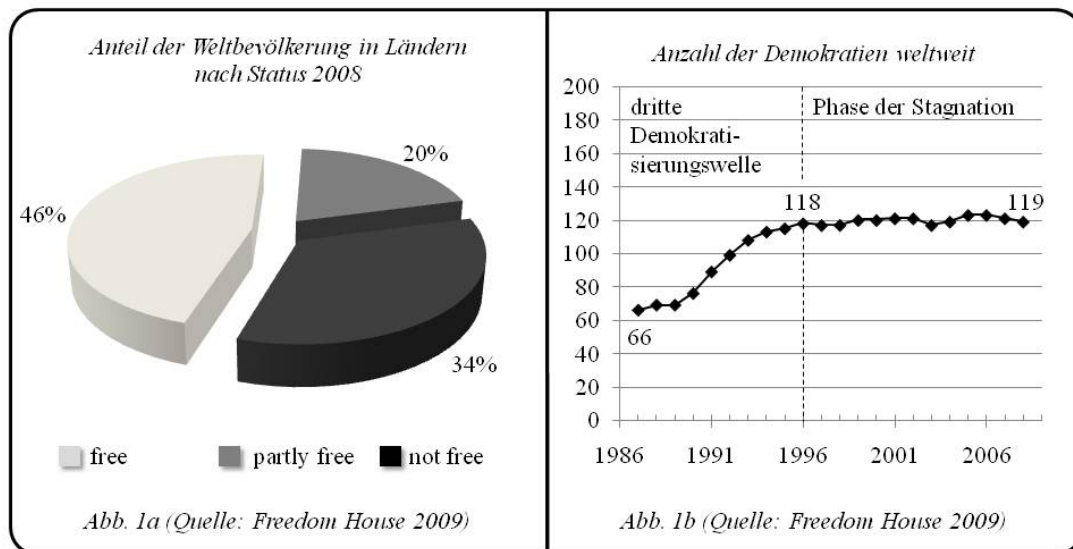 Anteil der Weltbevölkerung in Ländern
nach Status 2008
20%
46%
34%
free
partly free
not free
Abb. 1a (Quelle: Freedom House 2009)
Anzahl der Demokratien weltweit
200
180
160
140
120
100
80
60
40
20
0
dritte
Demokrati-
sierungswelle
Phase der Stagnation
118
119
66
1986
1991
1996
2001
2006
Abb. 1b (Quelle: Freedom House 2009)